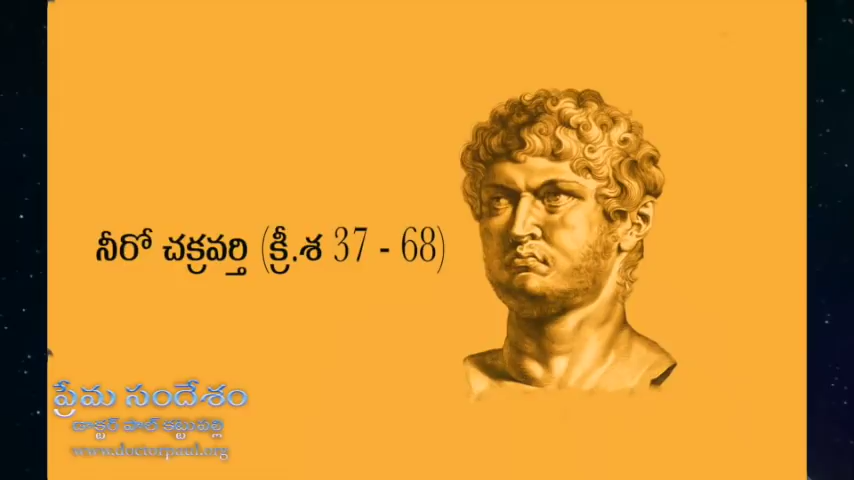 నీరో చక్రవర్తి (క్రీ.శ 37 - 68)
ప్రేమ సందేశం
డాక్టర్ పాల్ కట్టుపల్లి
www.doctorpaul.org